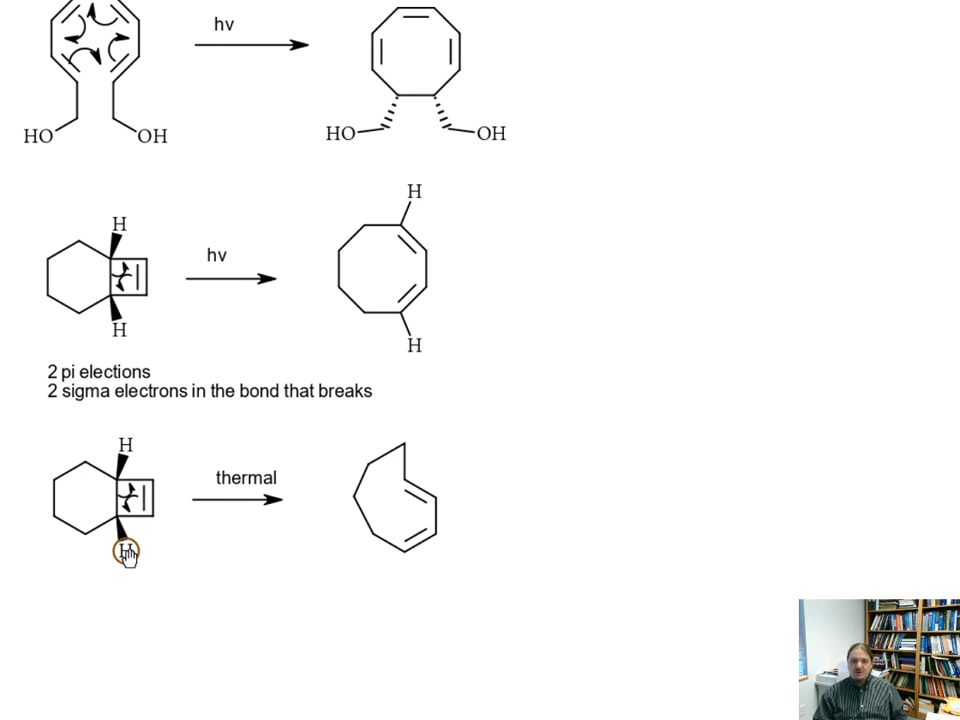 hv
HO
OH
HO
OH
H
H
hv
H
H
2 pi elections
2 sigma electrons in the bond that breaks
H
thermal
H